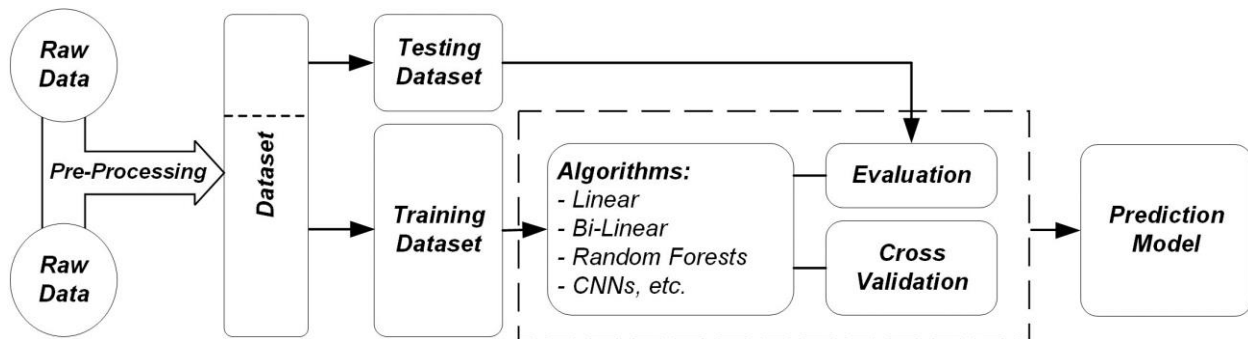 Raw
Data
Raw
Data
Pre-Processing
Dataset
Testing
Dataset
Training
Dataset
Algorithms:
- Linear
- Bi-Linear
- Random Forests
- CNNs, etc.
Evaluation
Cross
Validation
Prediction
Model